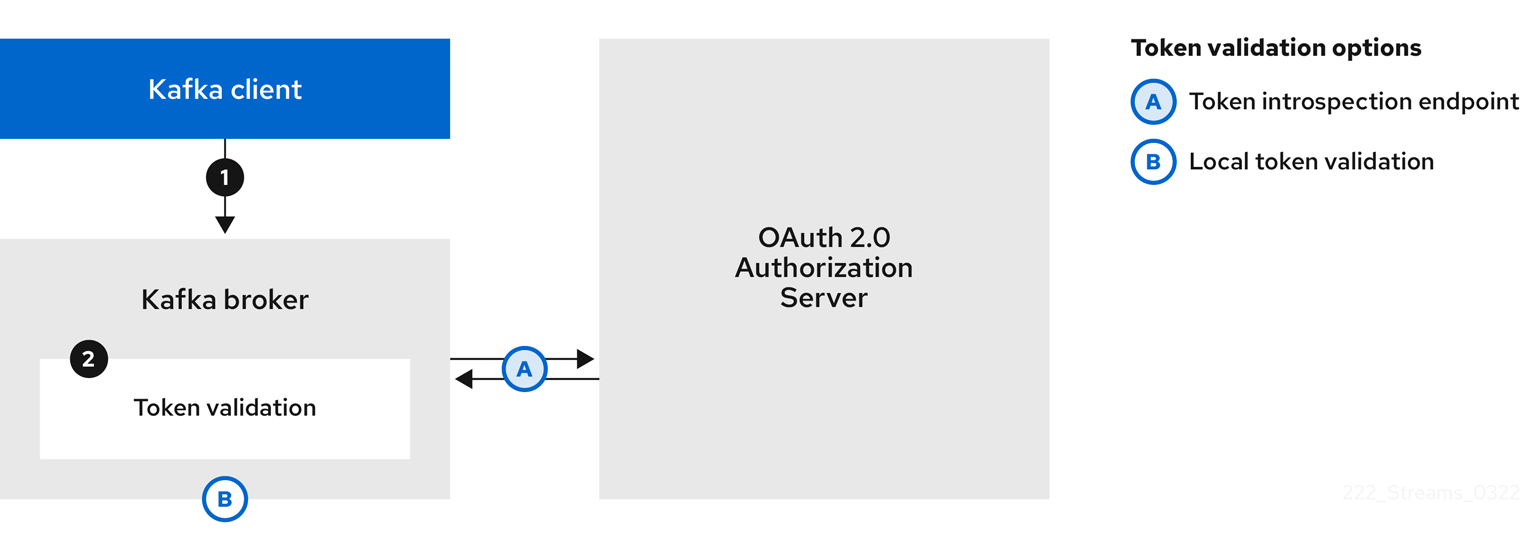 Kafka client
1
Kafka broker
2
Token validation
B
A
OAuth 2.0
Authorization
Server
Token validation options
A Token introspection endpoint
B Local token validation
222_Streams_0322